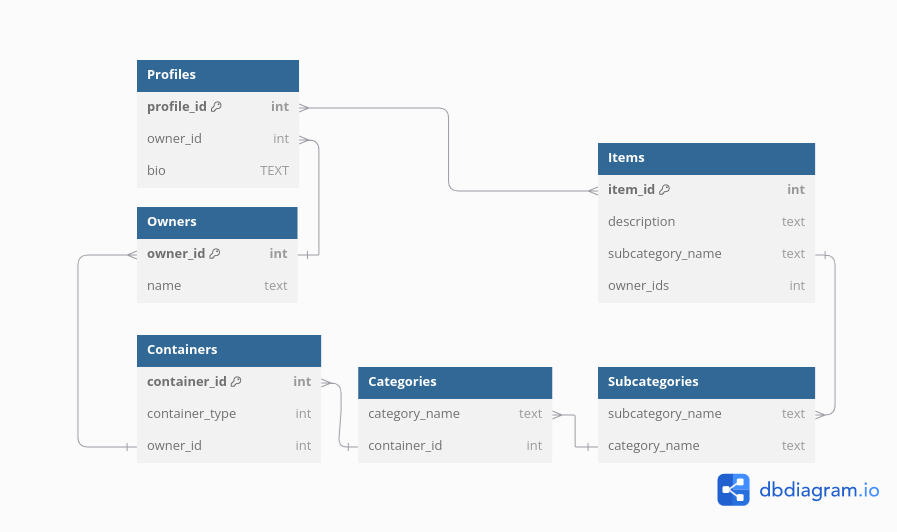 Profiles
profile_id int
owner_id int
bio TEXT
Owners
owner_id int
name text
Containers
container_id int
container_type int
owner_id int
Categories
category_name text
container_id int
Items
item_id int
description text
subcategory_name text
owner_ids int
Subcategories
subcategory_name text
category_name text
dbdiagram.io